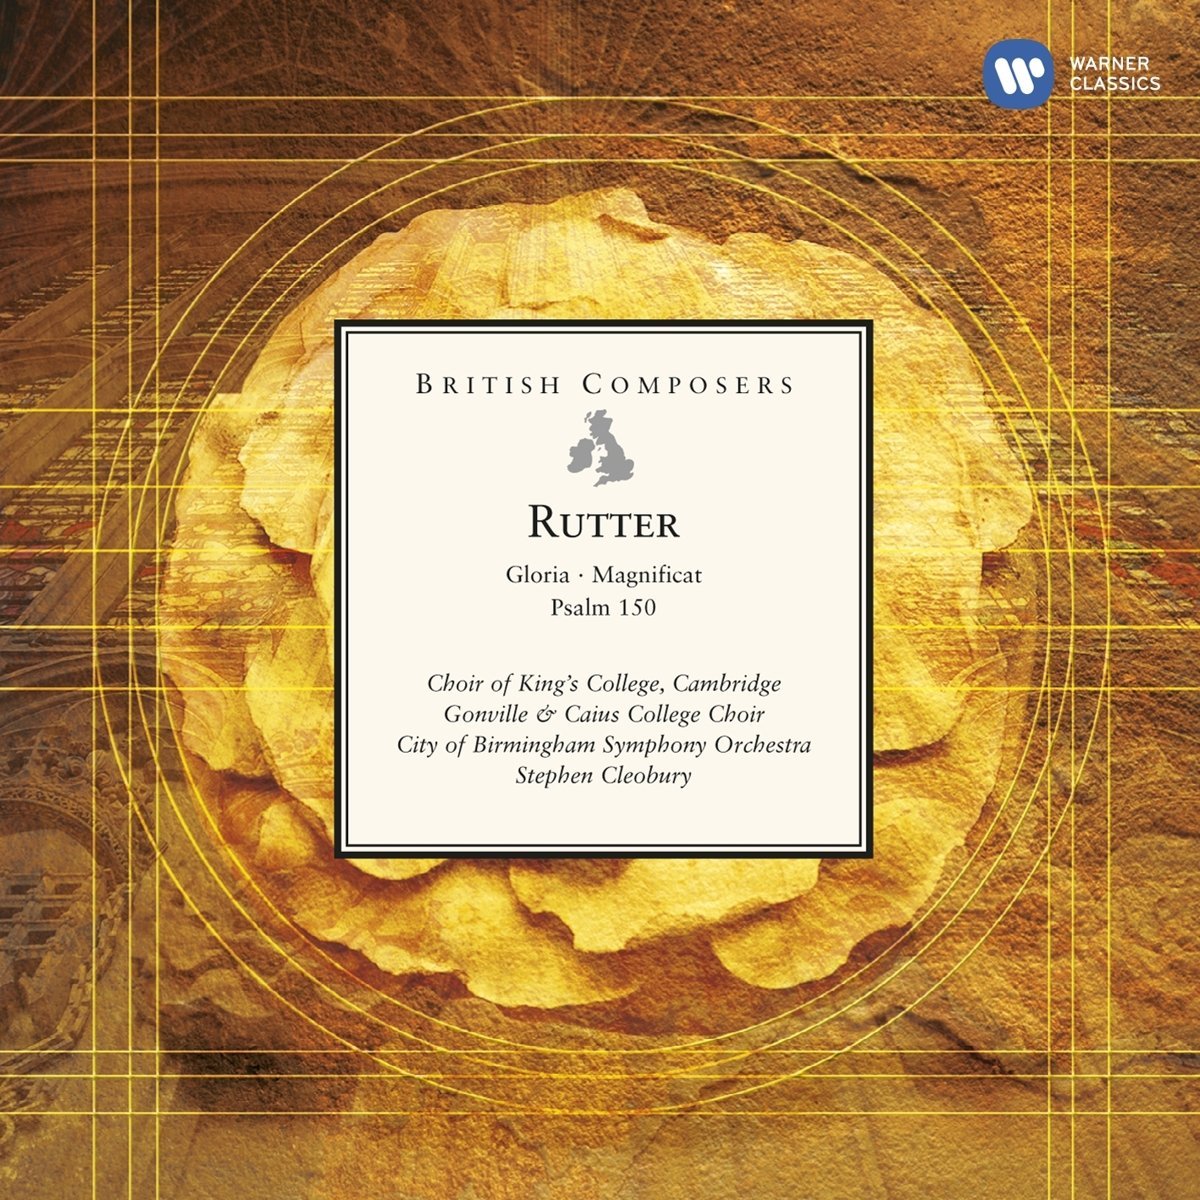 WARNER
CLASSICS
BRITISH COMPOSERS
RUTTER
Gloria · Magnificat
Psalm 150
Choir of King's College, Cambridge
Gonville & Caius College Choir
City of Birmingham Symphony Orchestra
Stephen Cleobury